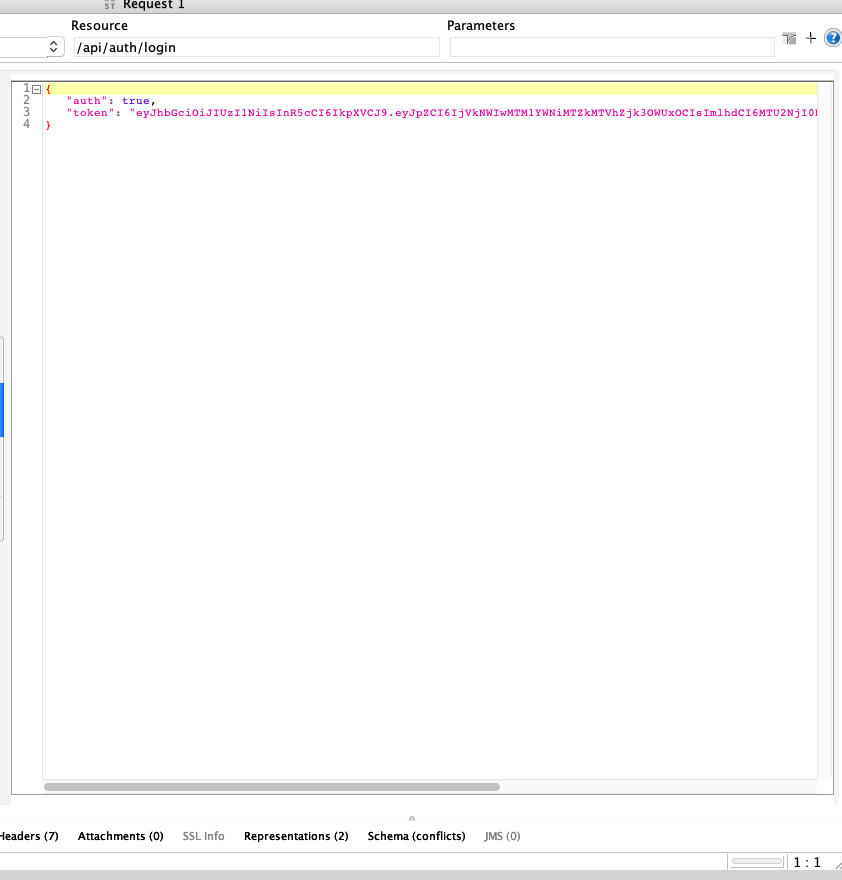 Request 1
Resource
Parameters
/api/auth/login
1 {
2 "auth": true,
3 "token": "eyJhbGciOiJIUzI1NiIsInR5cCI6IkpXVCJ9.eyJpZCI6IjVkNWIwMTM1YWNiMTZkMTVhZjk3OWUxOCIsImlhdCI6MTU2NjI0
4 }
Headers (7) Attachments (0) SSL Info Representations (2) Schema (conflicts) JMS (0)
1 : 1